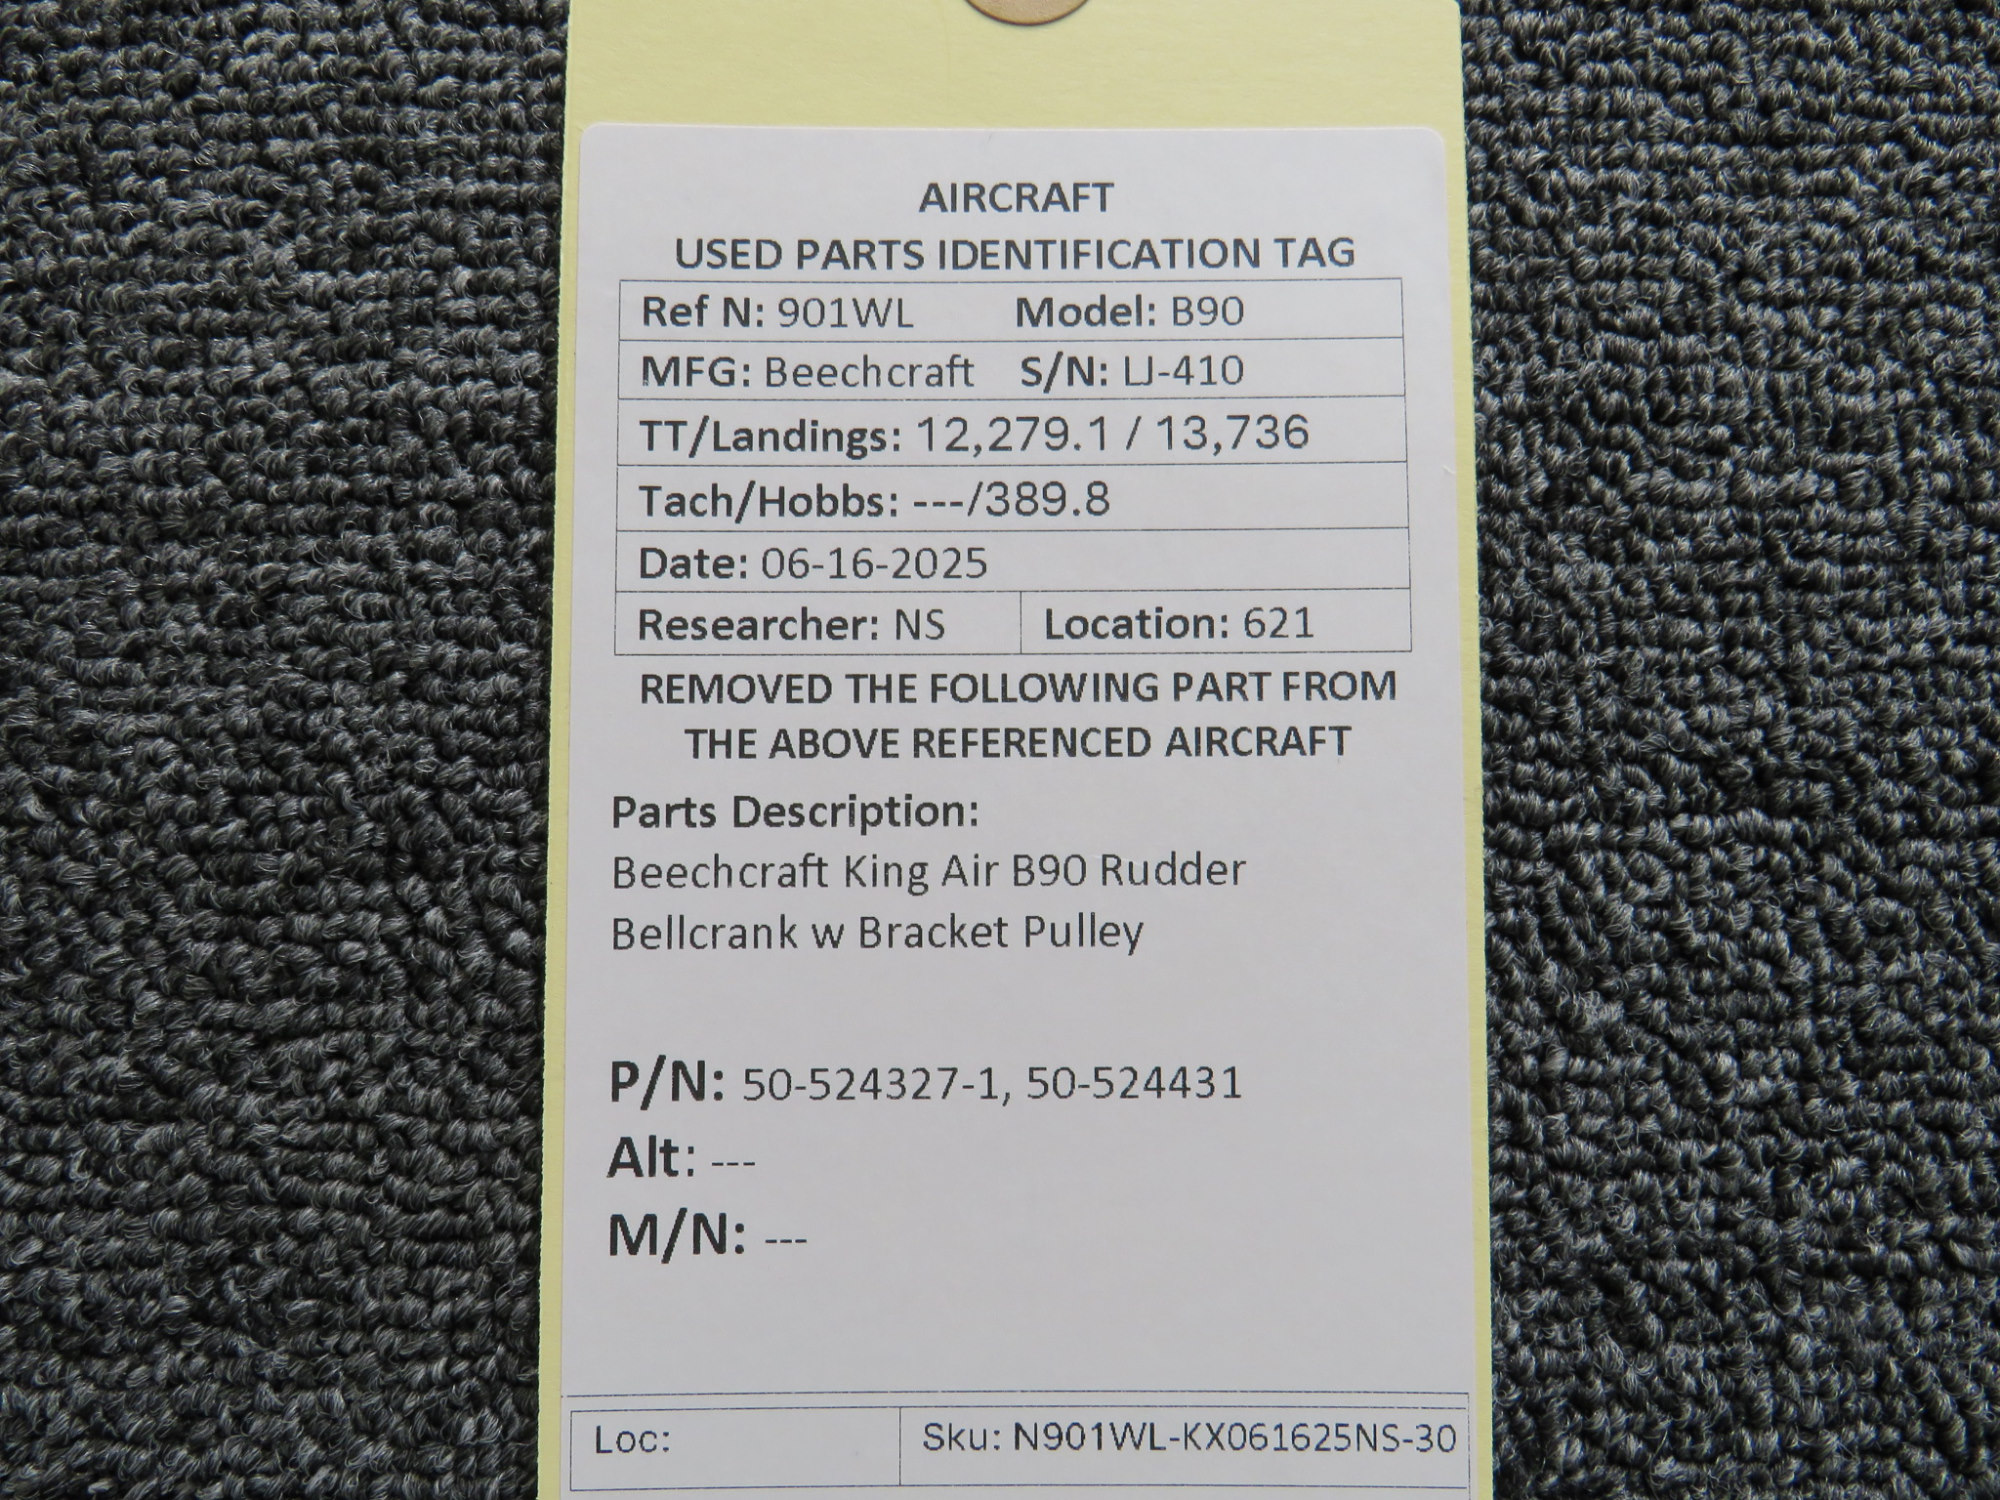 AIRCRAFT
USED PARTS IDENTIFICATION TAG
Ref N: 901WL Model: B90
MFG: Beechcraft S/N: LJ-410
TT/Landings: 12,279.1 / 13,736
Tach/Hobbs: ---/389.8
Date: 06-16-2025
Researcher: NS Location: 621
REMOVED THE FOLLOWING PART FROM
THE ABOVE REFERENCED AIRCRAFT
Parts Description:
Beechcraft King Air B90 Rudder
Bellcrank w Bracket Pulley
P/N: 50-524327-1, 50-524431
Alt: ---
M/N: ---
Loc: Sku: N901WL-KX061625NS-30